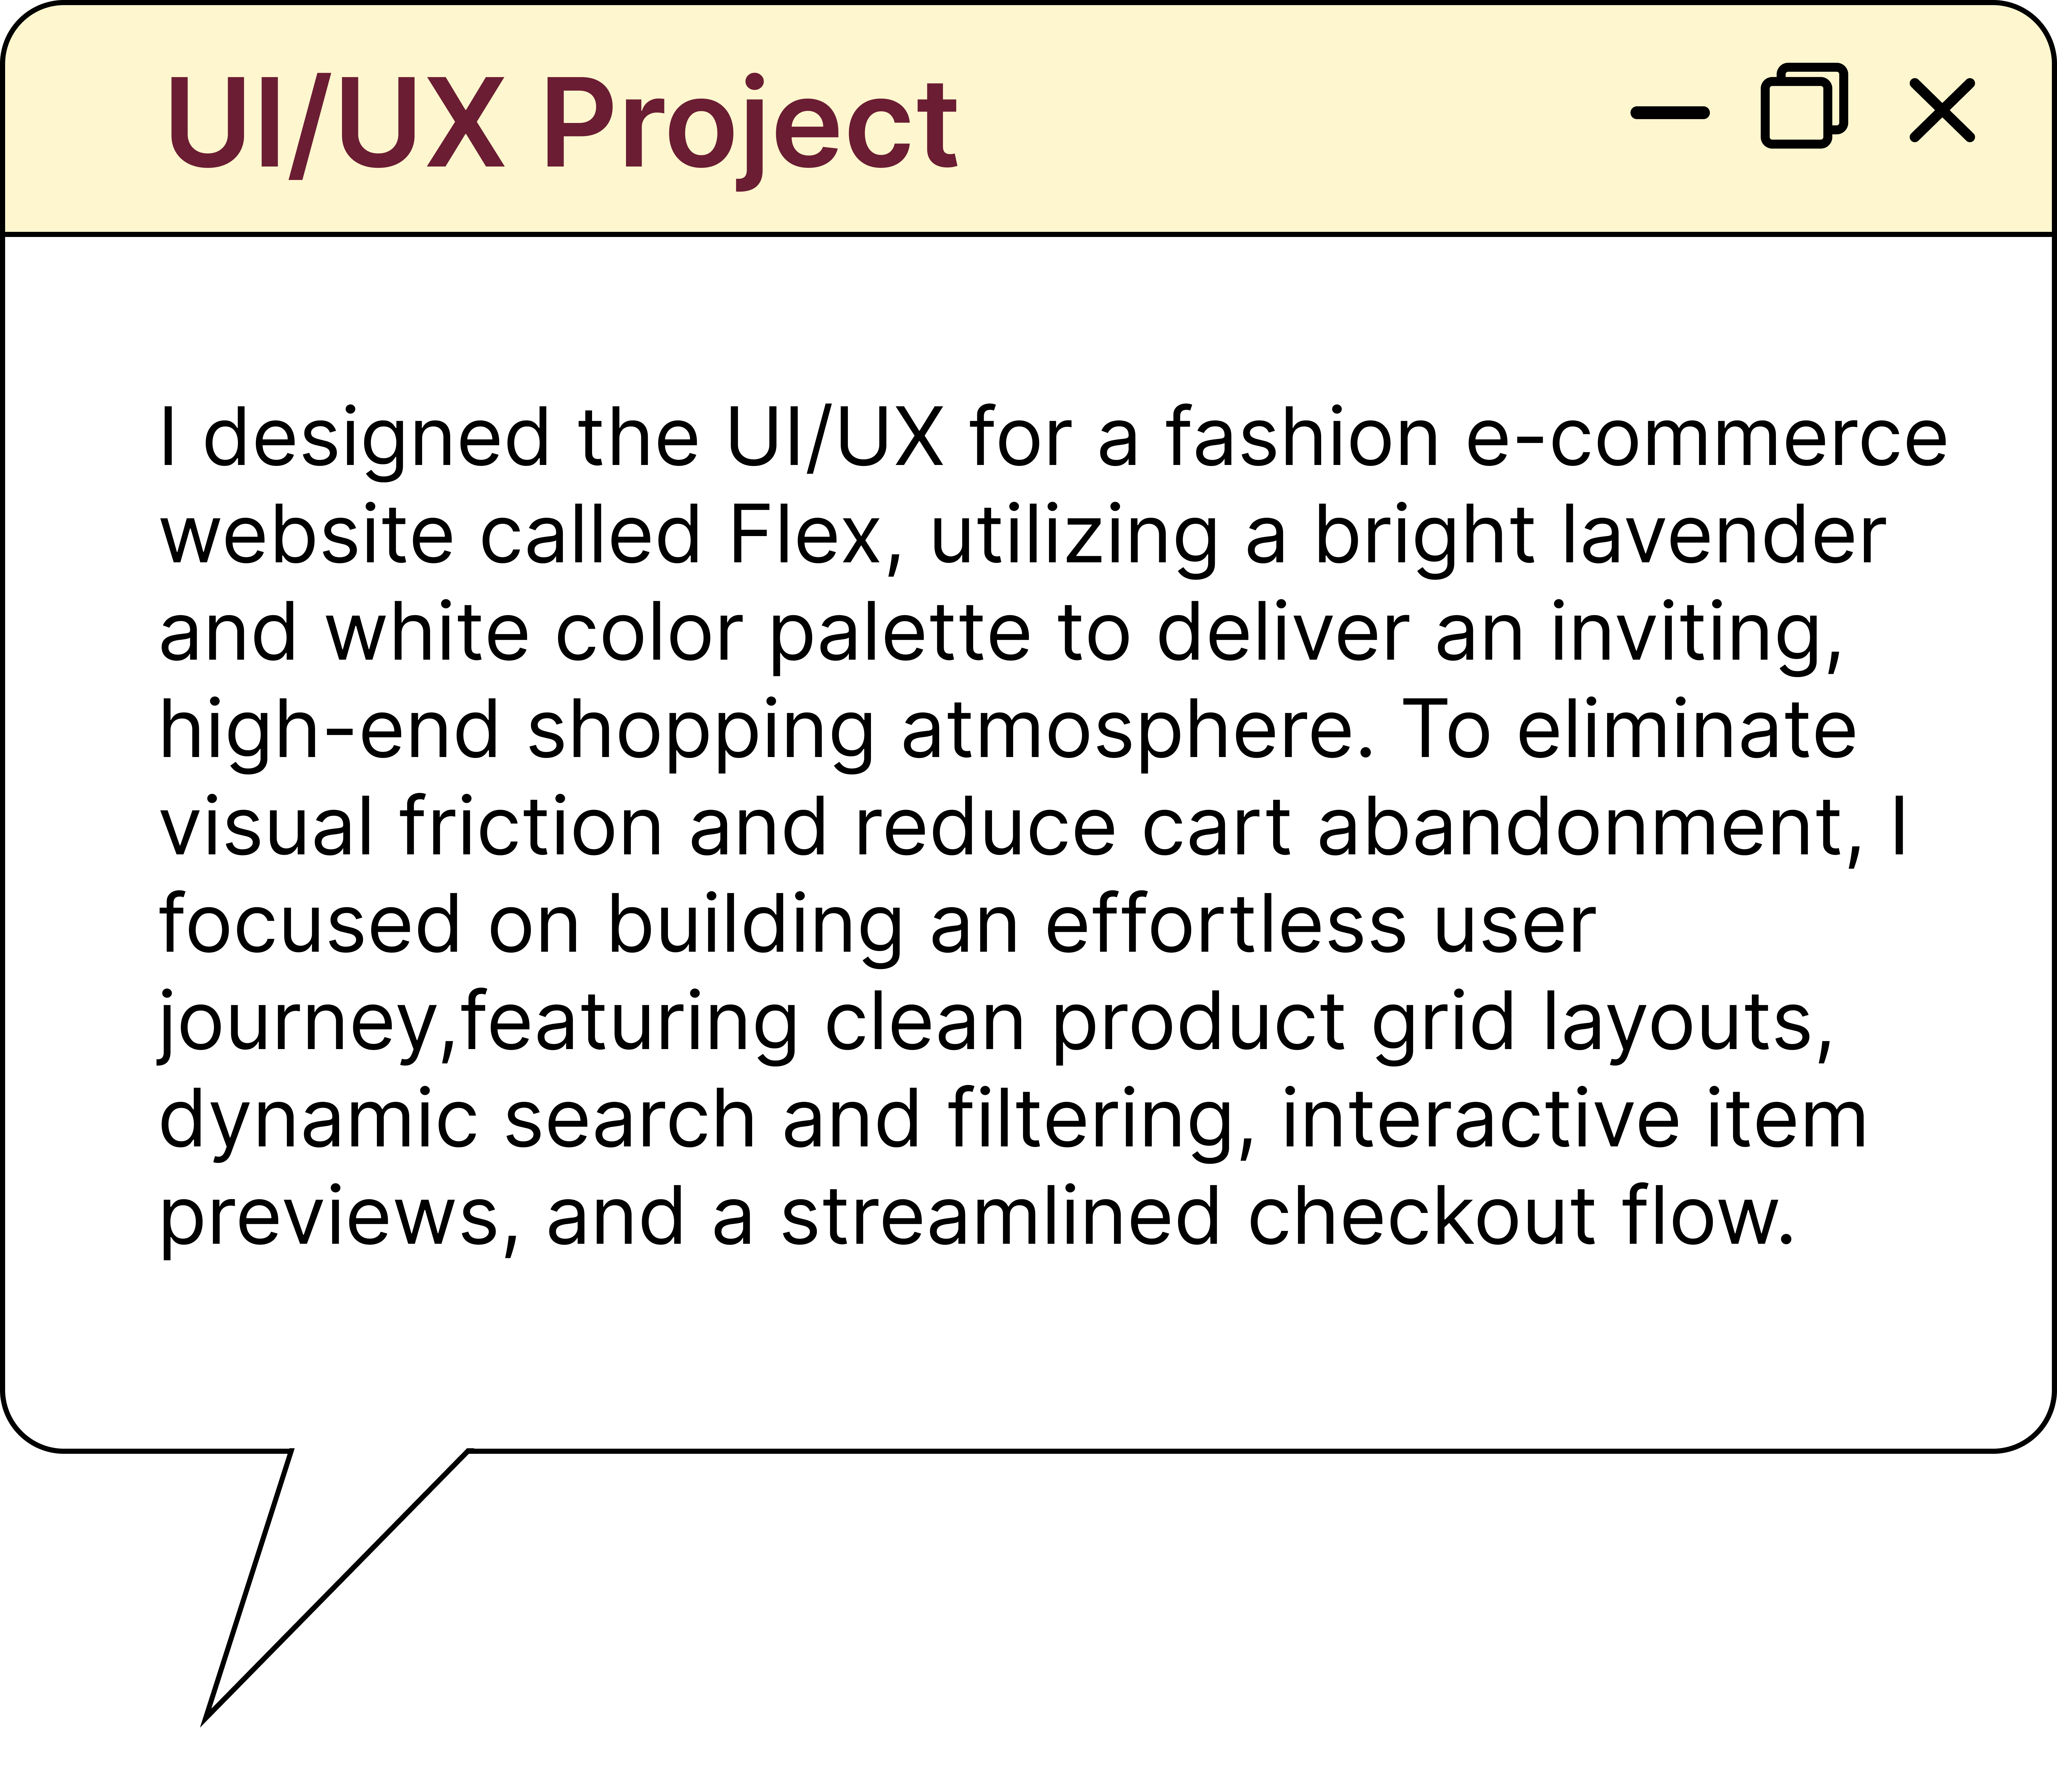 UI/UX Project
I designed the UI/UX for a fashion e-commerce
website called Flex, utilizing a bright lavender
and white color palette to deliver an inviting,
high-end shopping atmosphere. To eliminate
visual friction and reduce cart abandonment, I
focused on building an effortless user
journey,featuring clean product grid layouts,
dynamic search and filtering, interactive item
previews, and a streamlined checkout flow.